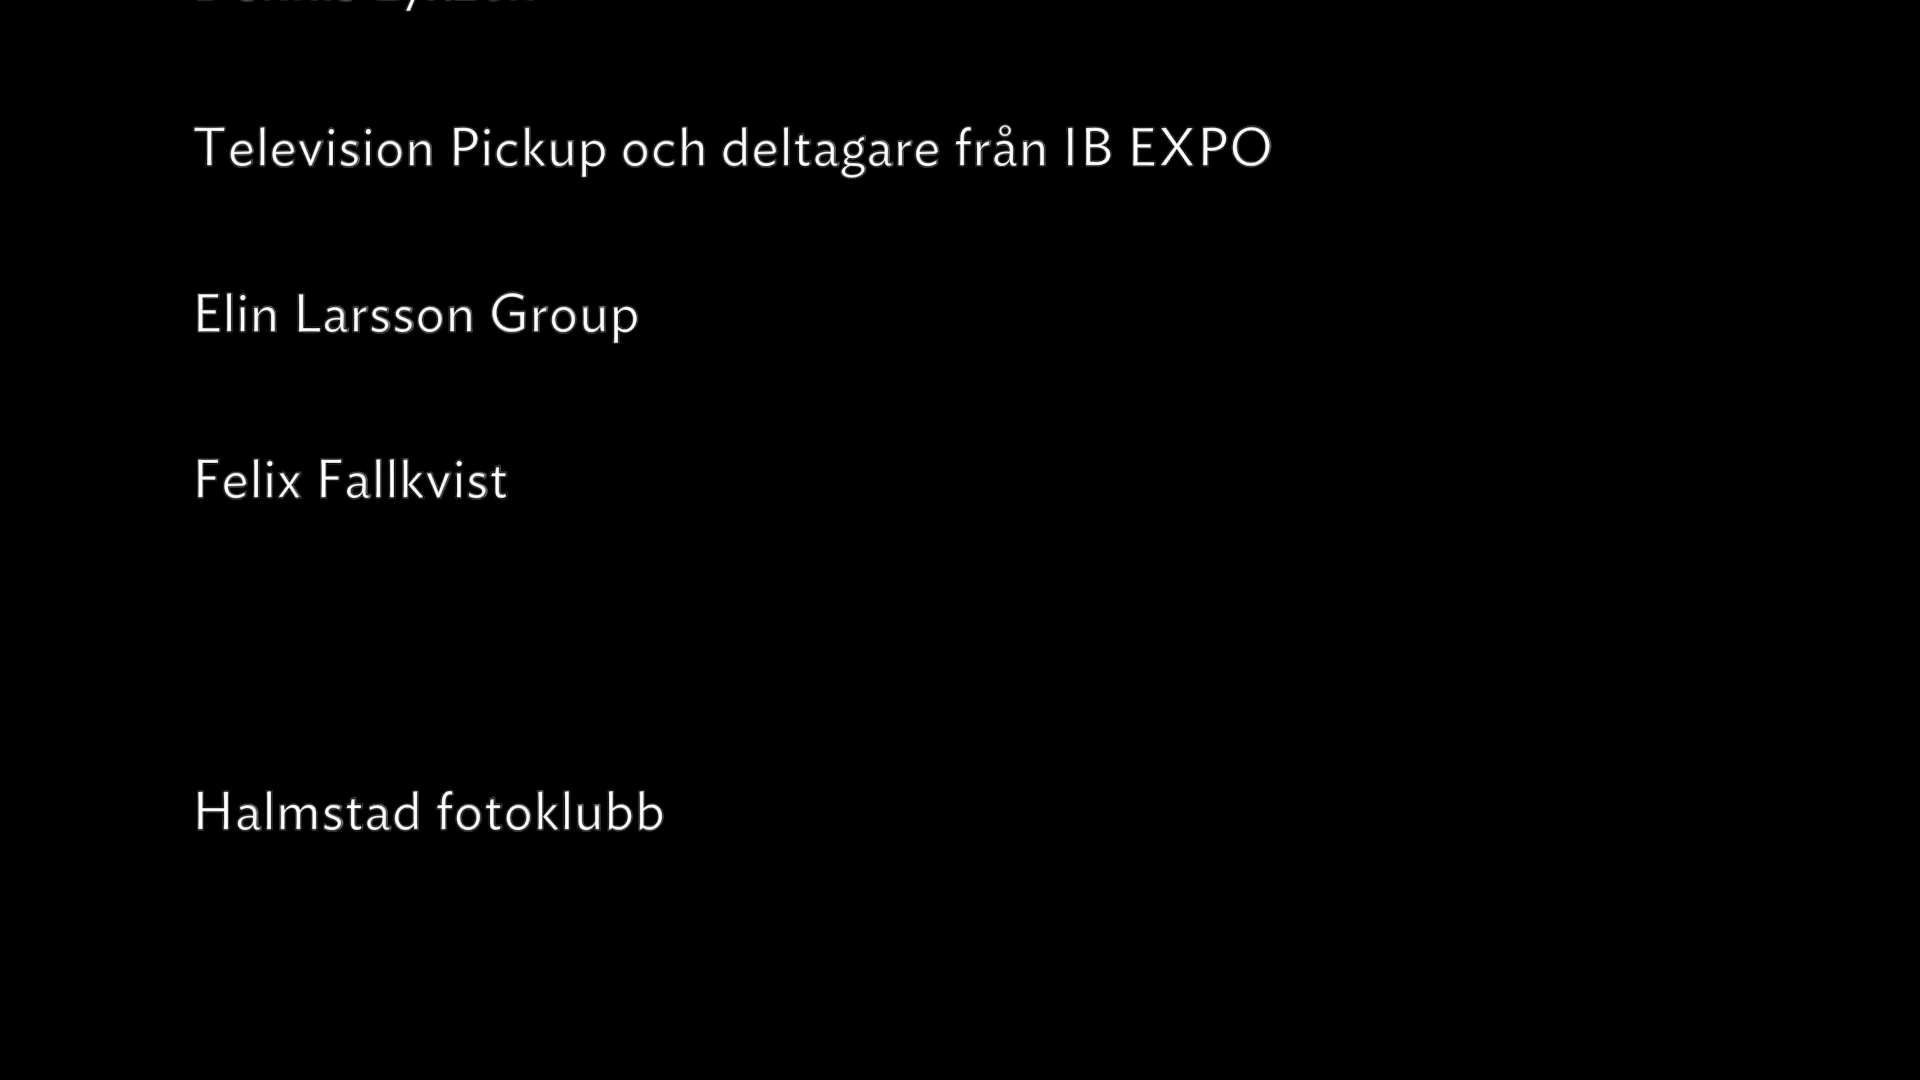 Television Pickup och deltagare från IB EXPO
Elin Larsson Group
Felix Fallkvist
Halmstad fotoklubb